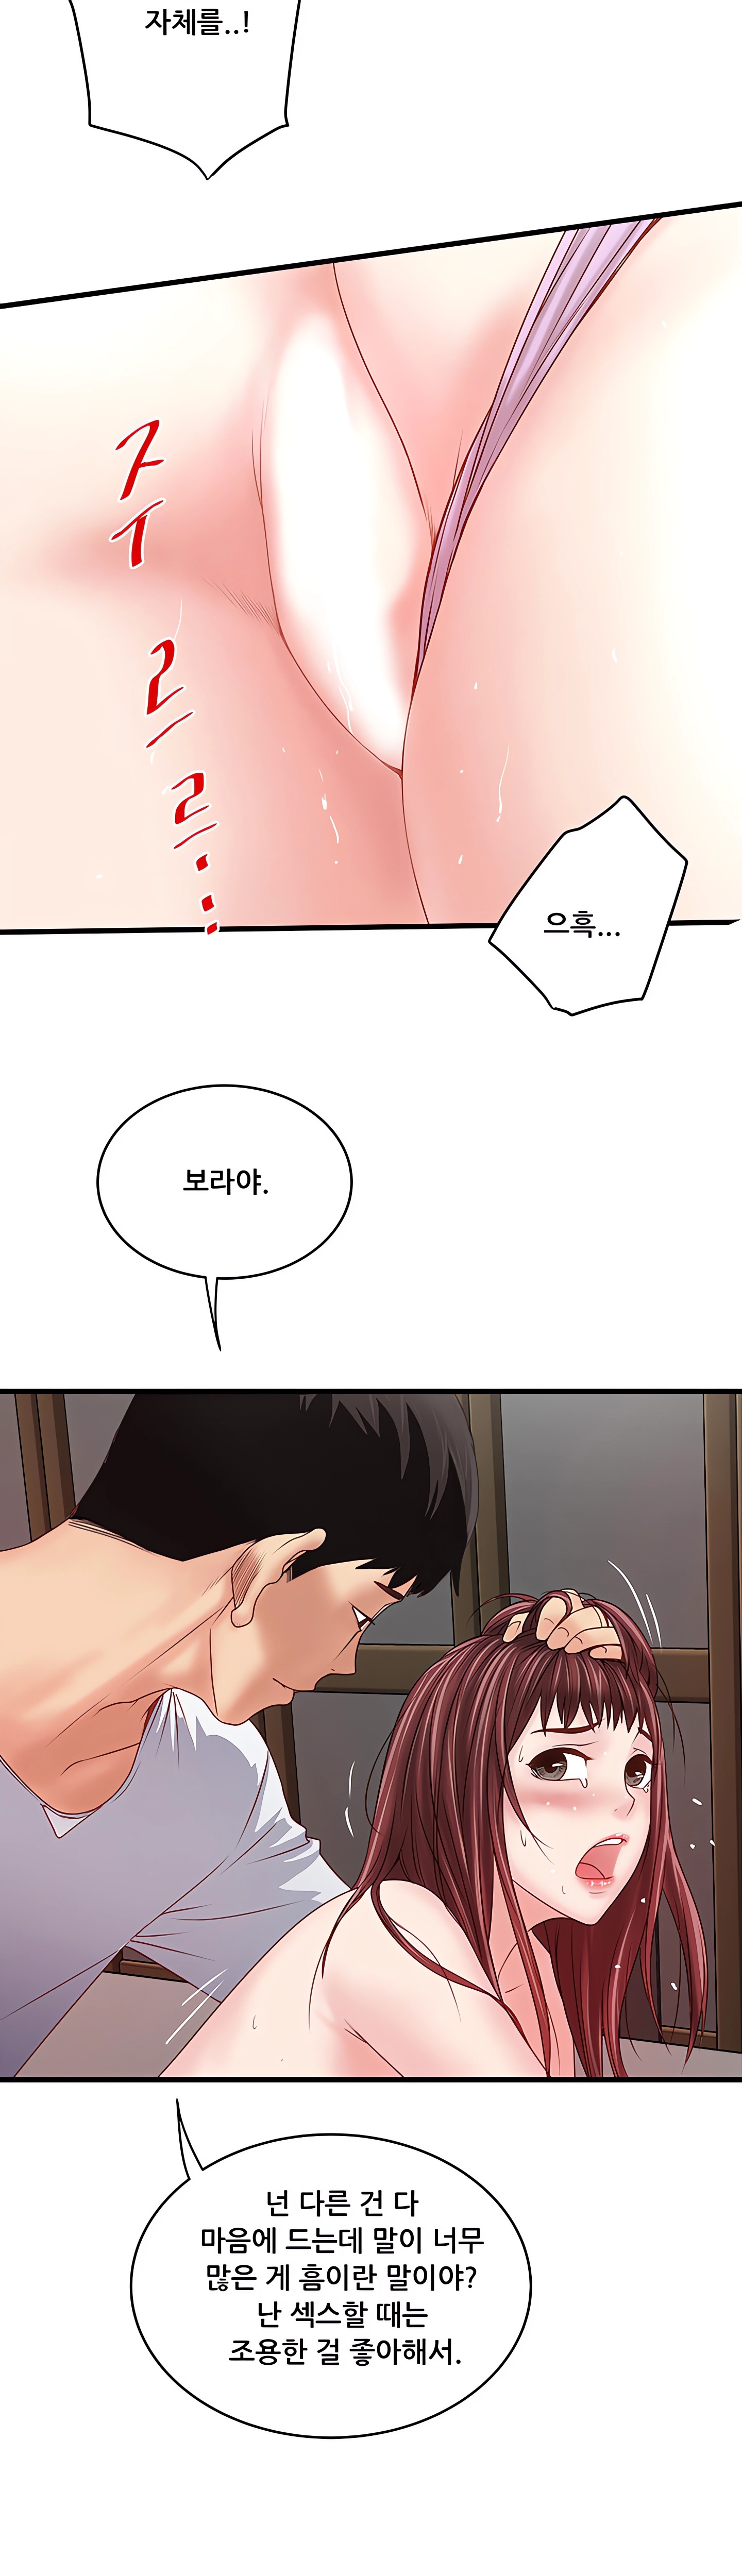 자체를..!
주르르...
으흑...
보라야.
넌 다른 건 다
마음에 드는데 말이 너무
많은 게 흠이란 말이야?
난 섹스할 때는
조용한 걸 좋아해서.